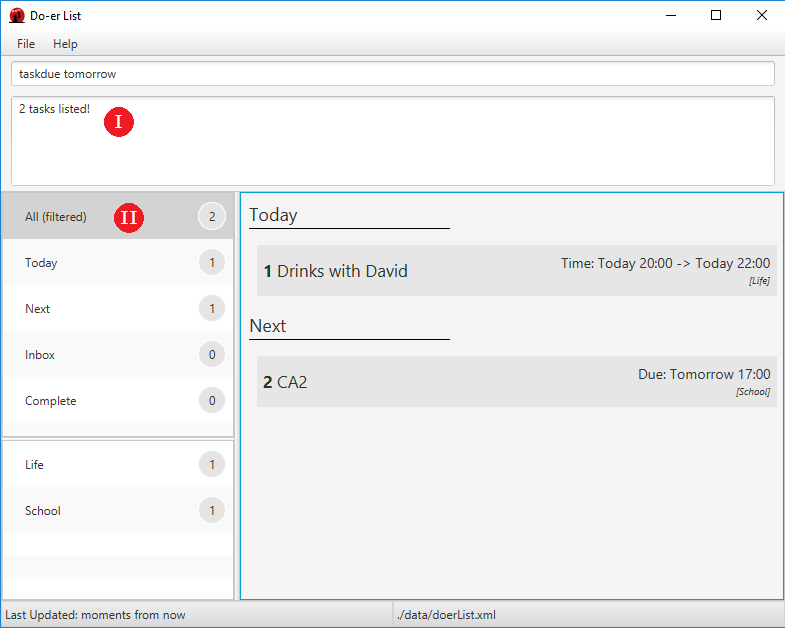 Do-er List
File Help
taskdue tomorrow
2 tasks listed!
I
All (filtered) II 2
Today 1
Next 1
Inbox 0
Complete 0
Life 1
School 1
Today
1 Drinks with David
Time: Today 20:00 -> Today 22:00
[Life]
Next
2 CA2
Due: Tomorrow 17:00
[School]
Last Updated: moments from now
./data/doerList.xml